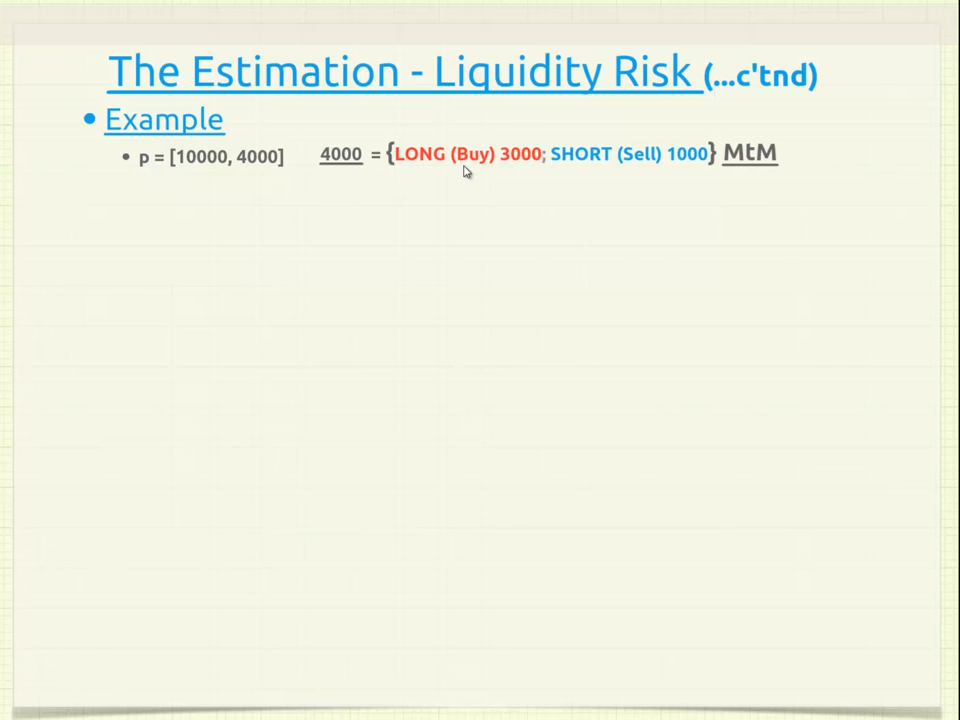 The Estimation - Liquidity Risk (...c'tnd)
• Example
• p = [10000, 4000] 4000 = {LONG (Buy) 3000; SHORT (Sell) 1000} MtM